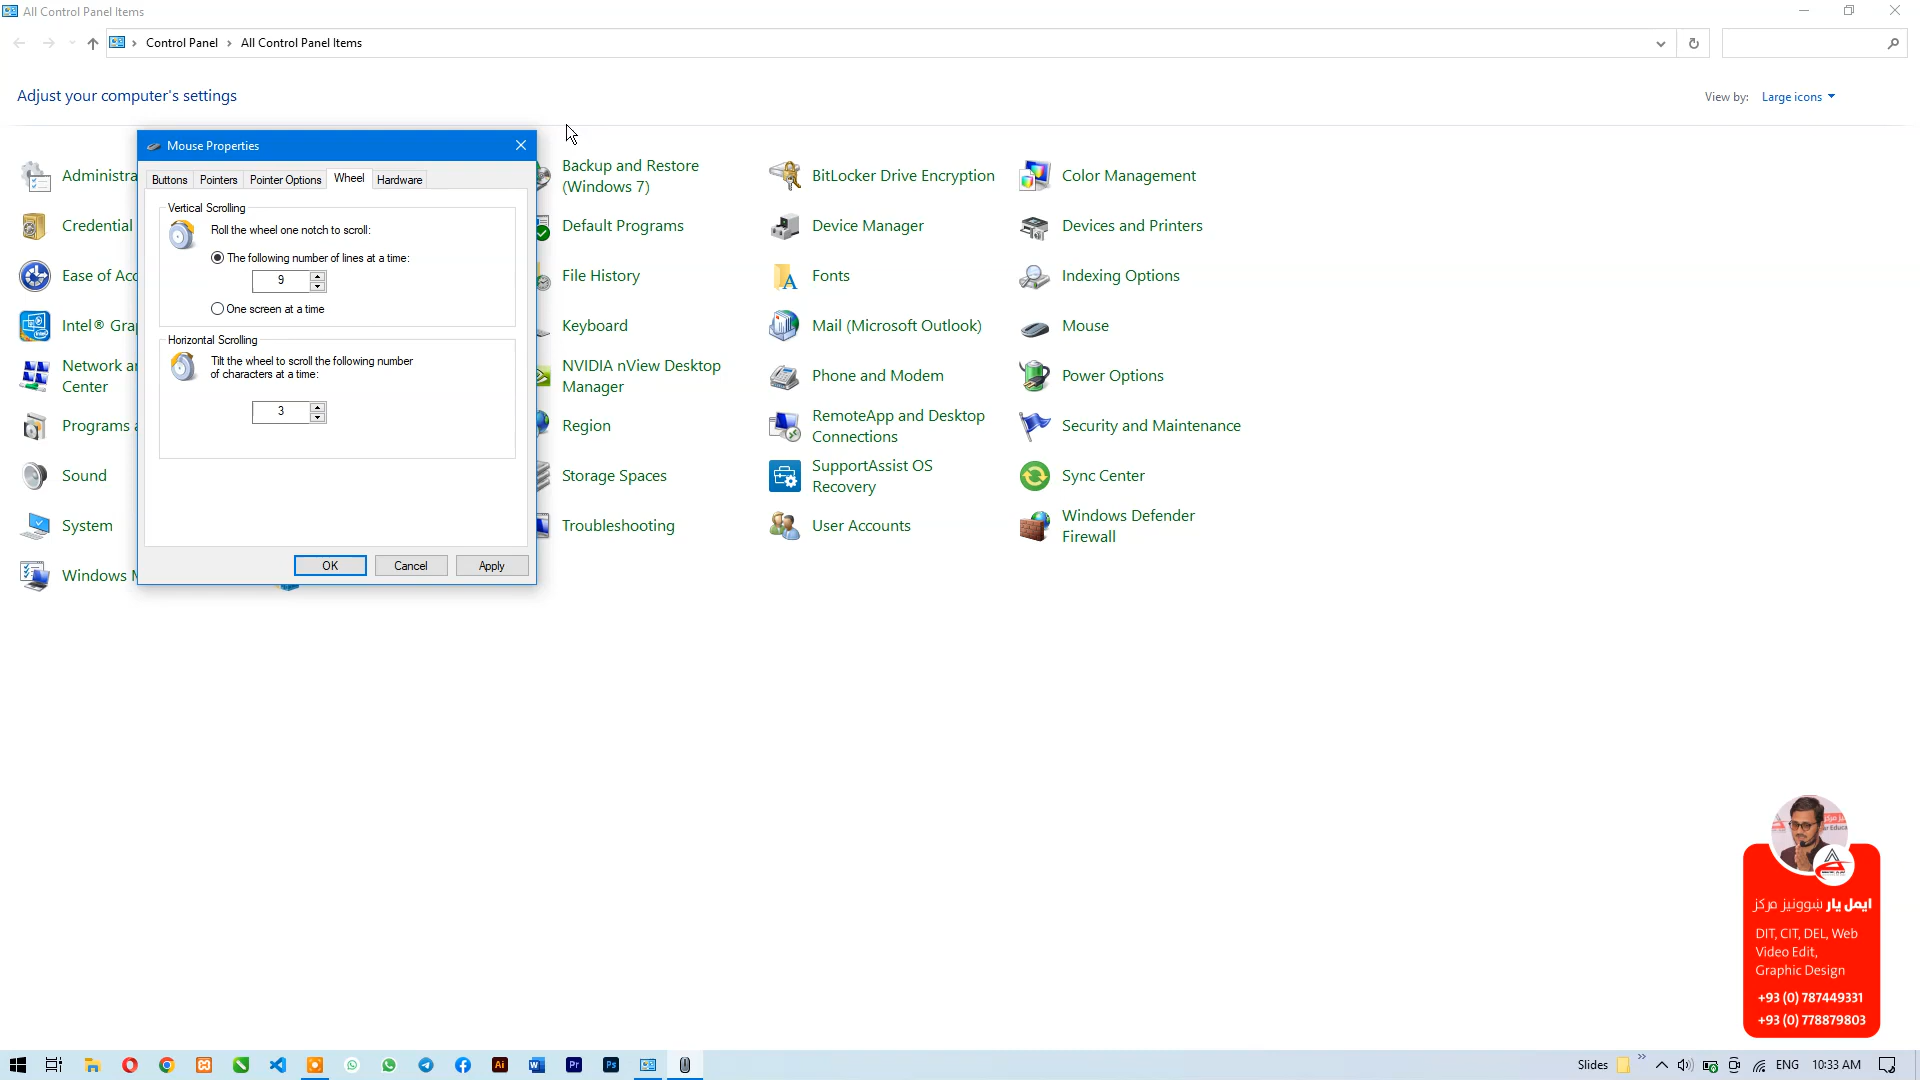 All Control Panel Items
Control Panel › All Control Panel Items
Adjust your computer's settings
View by: Large icons
Mouse Properties
Buttons Pointers Pointer Options Wheel Hardware
Vertical Scrolling
Roll the wheel one notch to scroll:
The following number of lines at a time:
9
One screen at a time
Horizontal Scrolling
Tilt the wheel to scroll the following number
of characters at a time:
3
OK Cancel Apply
Administra
Credential
Ease of Acc
Intel® Grap
Network an
Center
Programs a
Sound
System
Windows M
Backup and Restore
(Windows 7)
Default Programs
File History
Keyboard
NVIDIA nView Desktop
Manager
Region
Storage Spaces
Troubleshooting
BitLocker Drive Encryption
Device Manager
Fonts
Mail (Microsoft Outlook)
Phone and Modem
RemoteApp and Desktop
Connections
SupportAssist OS
Recovery
User Accounts
Color Management
Devices and Printers
Indexing Options
Mouse
Power Options
Security and Maintenance
Sync Center
Windows Defender
Firewall
ایمل یار ښوونیز مرکز
DIT, CIT, DEL, Web
Video Edit,
Graphic Design
+93 (0) 787449331
+93 (0) 778879803
Slides ENG 10:33 AM